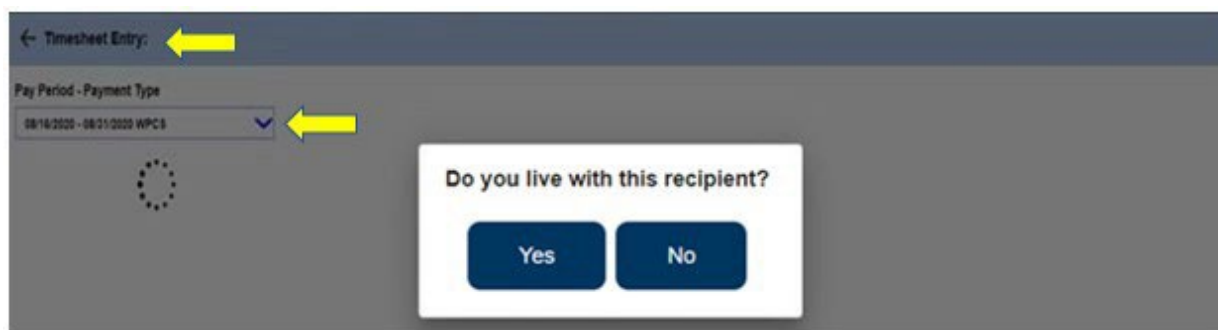 ← Timesheet Entry:
Pay Period - Payment Type
08/16/2020 - 08/31/2020 WPCS
Do you live with this recipient?
Yes No